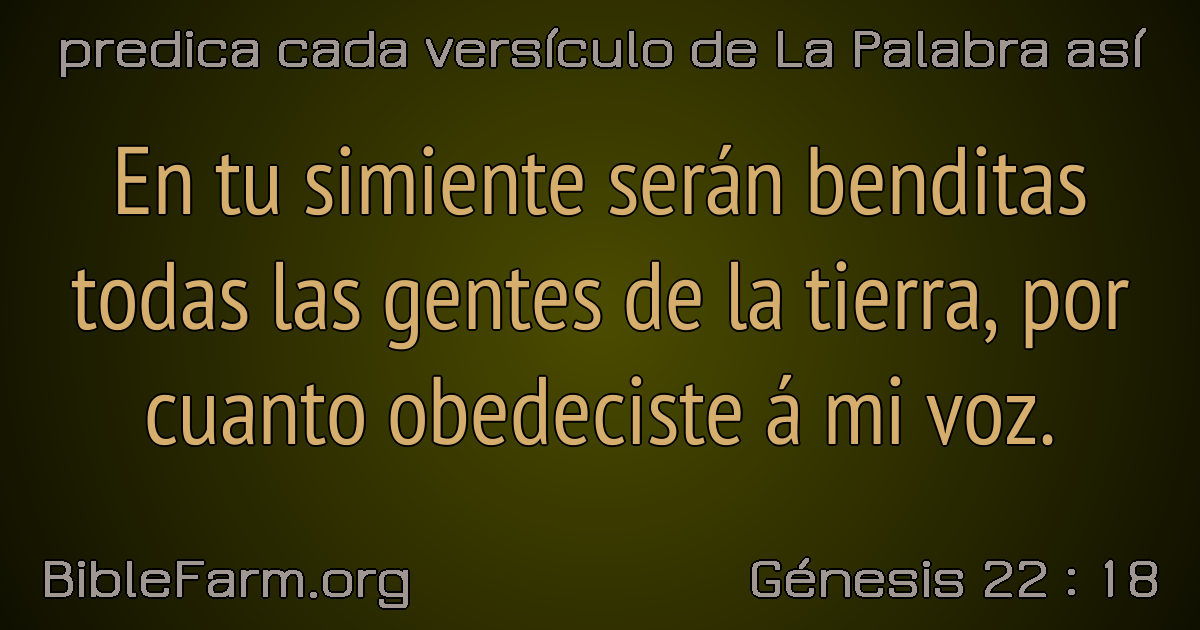 predica cada versículo de La Palabra así
En tu simiente serán benditas
todas las gentes de la tierra, por
cuanto obedeciste á mi voz.
BibleFarm.org
Génesis 22 : 18